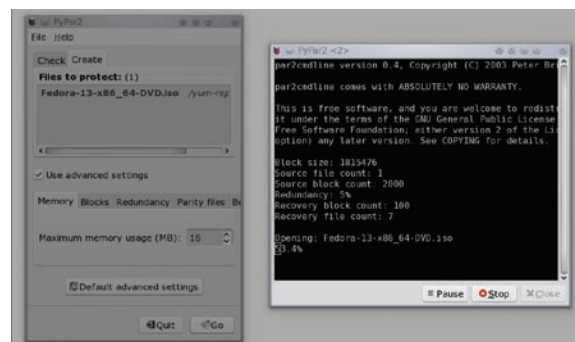 PyPar2
File Help
Check Create
Files to protect: (1)
Fedora-13-x86_64-DVD.iso /yum-rep
Use advanced settings
Memory Blocks Redundancy Parity files Be
Maximum memory usage (MB): 16
Default advanced settings
Quit Go
PyPar2 <2>
par2cmdline version 0.4, Copyright (C) 2003 Peter Bri
par2cmdline comes with ABSOLUTELY NO WARRANTY.
This is free software, and you are welcome to redist
it under the terms of the GNU General Public License
Free Software Foundation; either version 2 of the Li
option) any later version. See COPYING for details.
Block size: 1815476
Source file count: 1
Source block count: 2000
Redundancy: 5%
Recovery block count: 100
Recovery file count: 7
Opening: Fedora-13-x86_64-DVD.iso
3.4%
Pause Stop Close